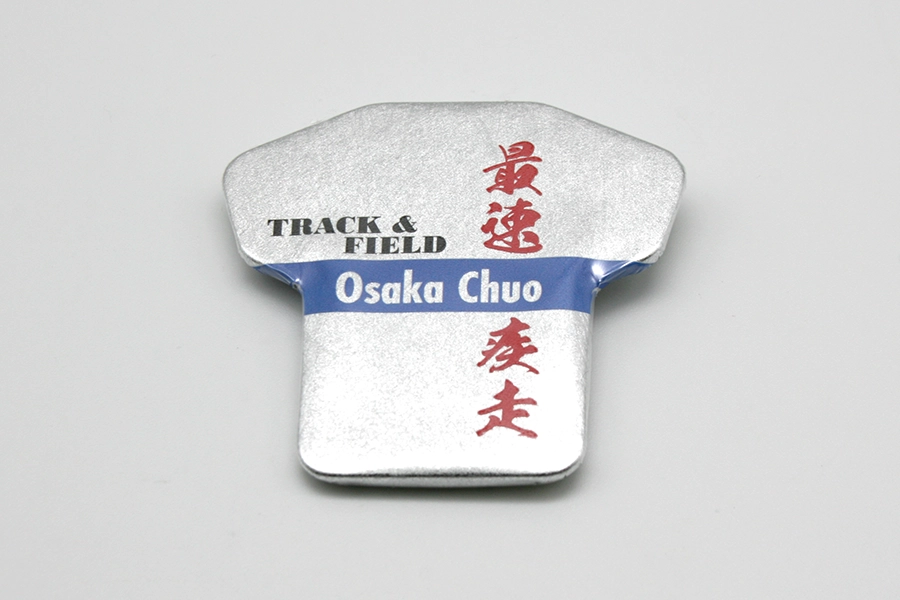 TRACK &
FIELD
Osaka Chuo
最速
疾走